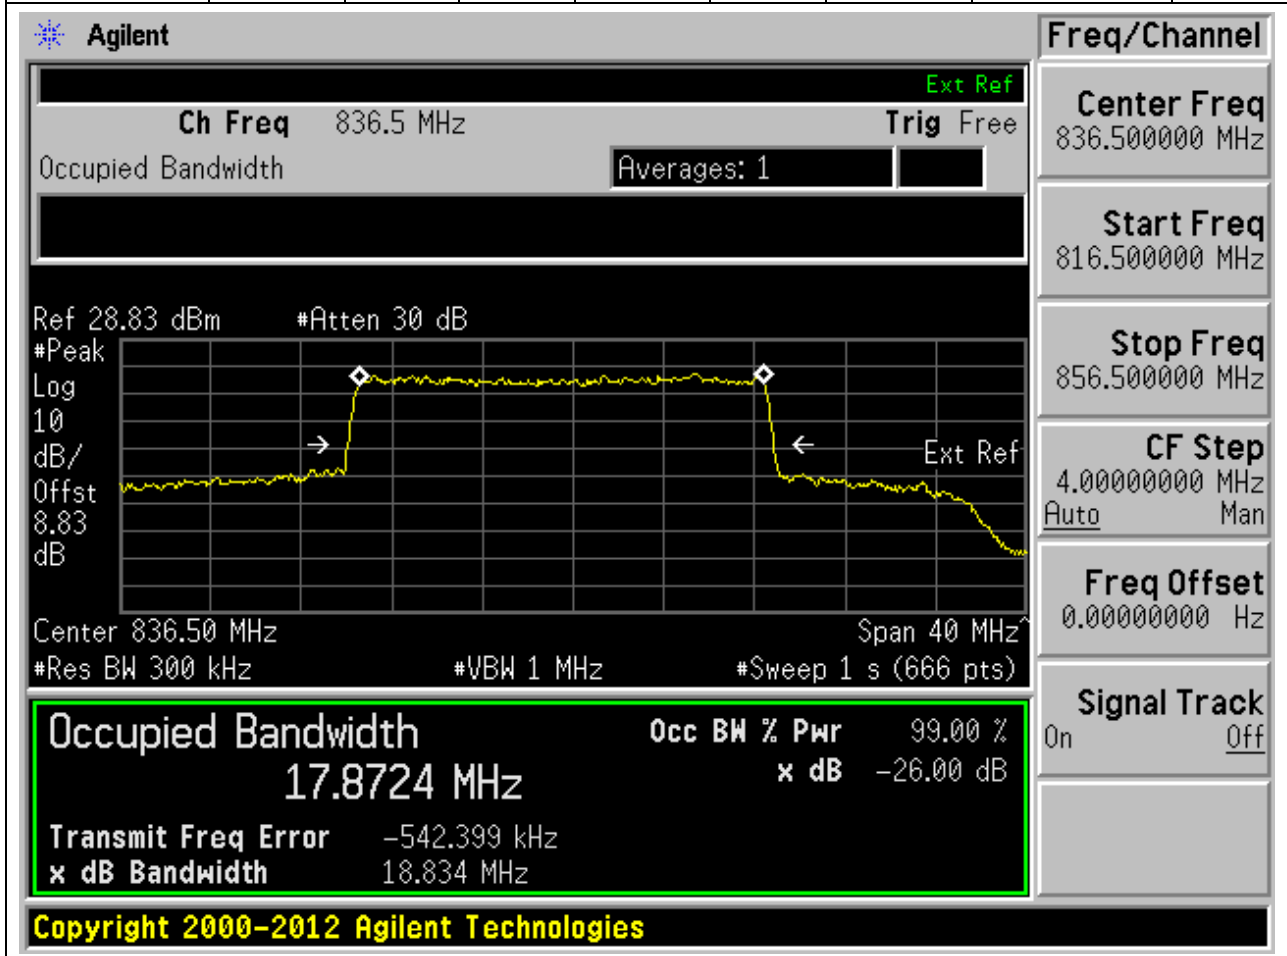 Agilent
Freq/Channel
Ext Ref
Ch Freq 836.5 MHz Trig Free
Occupied Bandwidth Averages: 1
Center Freq
836.500000 MHz
Start Freq
816.500000 MHz
Ref 28.83 dBm #Atten 30 dB
#Peak
Log
10
dB/
Offst
8.83
dB
Ext Ref
Stop Freq
856.500000 MHz
CF Step
4.00000000 MHz
Auto Man
Freq Offset
0.00000000 Hz
Center 836.50 MHz Span 40 MHz^
#Res BW 300 kHz #VBW 1 MHz #Sweep 1 s (666 pts)
Signal Track
On Off
Occupied Bandwidth Occ BW % Pwr 99.00 %
17.8724 MHz x dB -26.00 dB
Transmit Freq Error -542.399 kHz
x dB Bandwidth 18.834 MHz
Copyright 2000-2012 Agilent Technologies